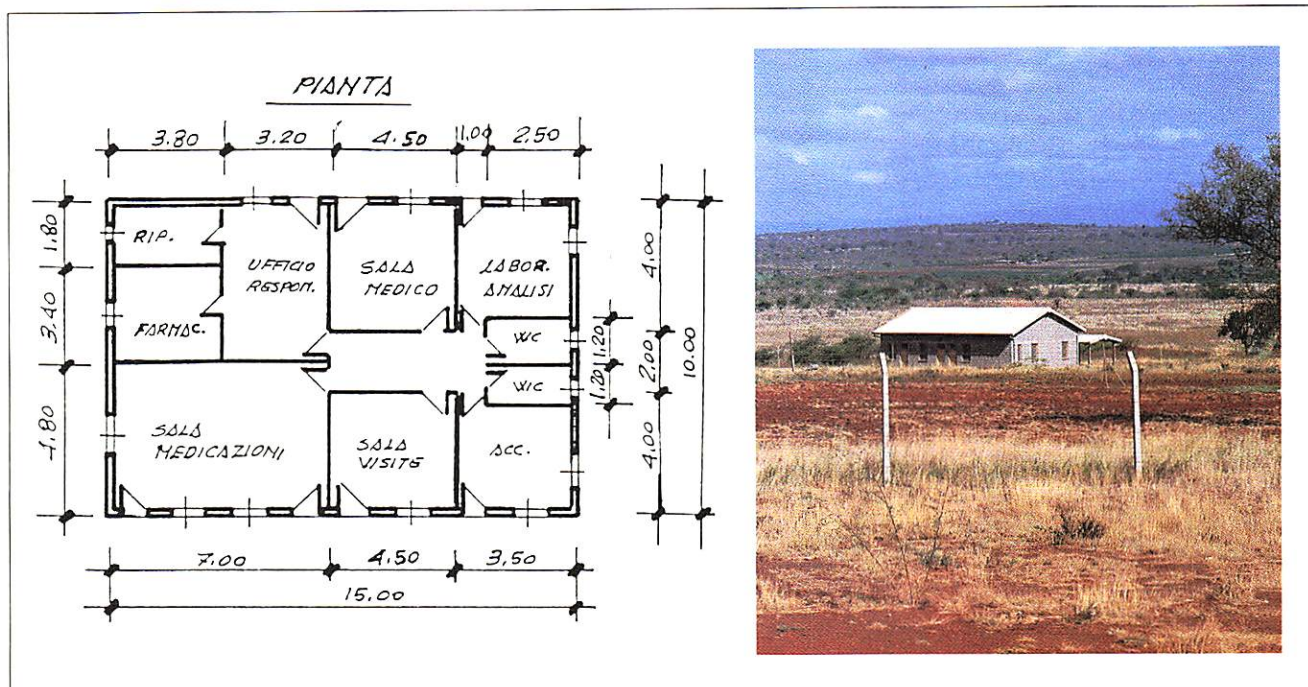 PIANTA
3.80 3.20 4.50 1.00 2.50
1.80
3.40
4.80
RIP.
UFFICIO
RESPON.
SALA
MEDICO
LABOR.
ANALISI
FARMAC.
WC
WC
SALA
MEDICAZIONI
SALA
VISITE
ACC.
1.20
1.20
4.00
2.00
4.00
10.00
7.00 4.50 3.50
15.00